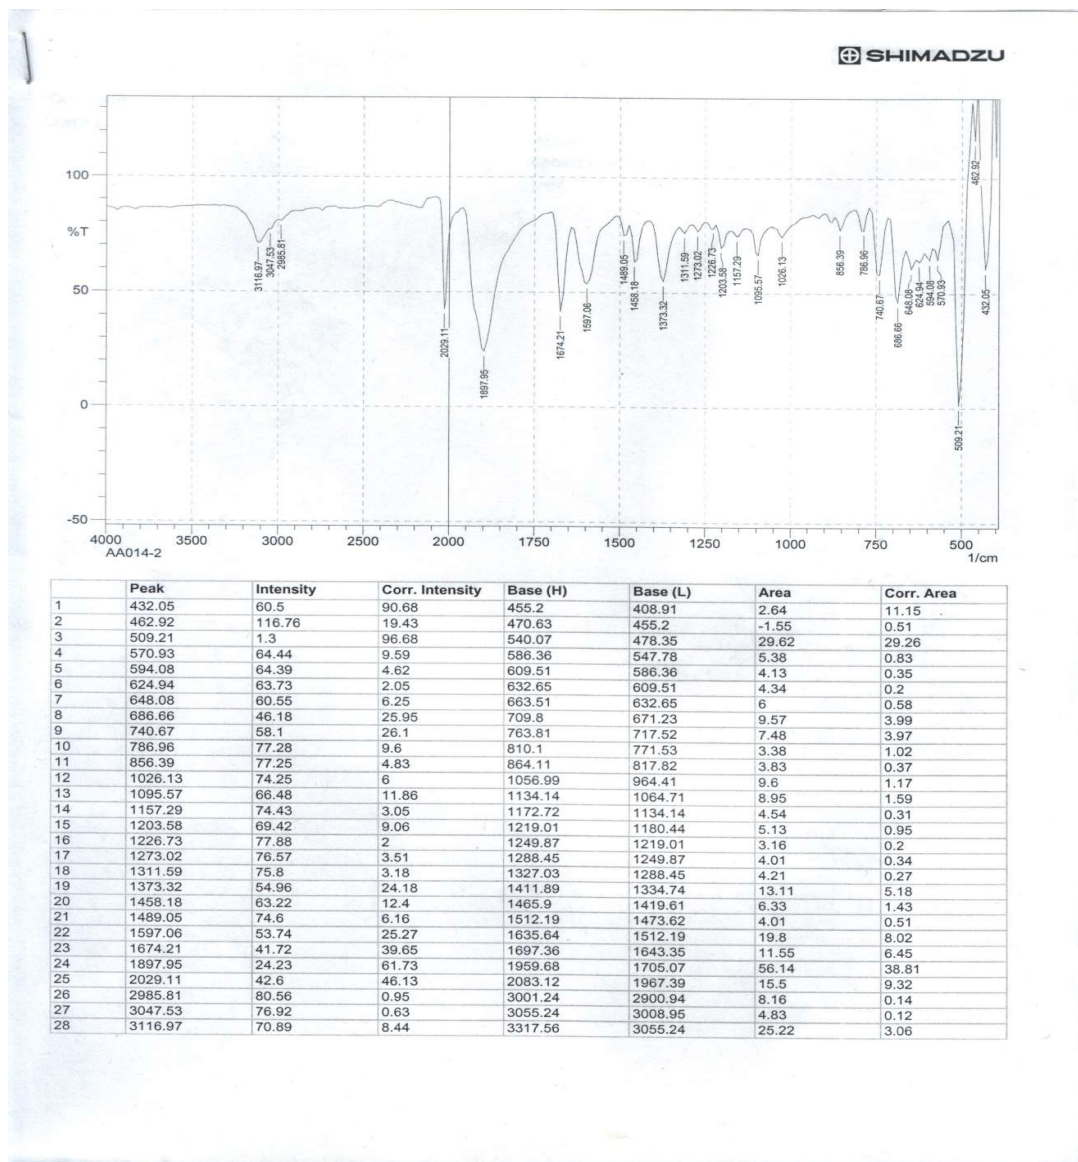 SHIMADZU
100
%T
50
0
-50
3116.97
3047.53
2985.81
2029.11
1897.95
1674.21
1597.06
1489.05
1458.18
1373.32
1311.59
1273.02
1226.73
1203.58
1157.29
1095.57
1026.13
856.39
786.96
740.67
686.66
648.08
624.94
594.08
570.93
509.21
462.92
432.05
4000 3500 3000 2500 2000 1750 1500 1250 1000 750 500
AA014-2 1/cm
Peak Intensity Corr. Intensity Base (H) Base (L) Area Corr. Area
1 432.05 60.5 90.68 455.2 408.91 2.64 11.15
2 462.92 116.76 19.43 470.63 455.2 -1.55 0.51
3 509.21 1.3 96.68 540.07 478.35 29.62 29.26
4 570.93 64.44 9.59 586.36 547.78 5.38 0.83
5 594.08 64.39 4.62 609.51 586.36 4.13 0.35
6 624.94 63.73 2.05 632.65 609.51 4.34 0.2
7 648.08 60.55 6.25 663.51 632.65 6 0.58
8 686.66 46.18 25.95 709.8 671.23 9.57 3.99
9 740.67 58.1 26.1 763.81 717.52 7.48 3.97
10 786.96 77.28 9.6 810.1 771.53 3.38 1.02
11 856.39 77.25 4.83 864.11 817.82 3.83 0.37
12 1026.13 74.25 6 1056.99 964.41 9.6 1.17
13 1095.57 66.48 11.86 1134.14 1064.71 8.95 1.59
14 1157.29 74.43 3.05 1172.72 1134.14 4.54 0.31
15 1203.58 69.42 9.06 1219.01 1180.44 5.13 0.95
16 1226.73 77.88 2 1249.87 1219.01 3.16 0.2
17 1273.02 76.57 3.51 1288.45 1249.87 4.01 0.34
18 1311.59 75.8 3.18 1327.03 1288.45 4.21 0.27
19 1373.32 54.96 24.18 1411.89 1334.74 13.11 5.18
20 1458.18 63.22 12.4 1465.9 1419.61 6.33 1.43
21 1489.05 74.6 6.16 1512.19 1473.62 4.01 0.51
22 1597.06 53.74 25.27 1635.64 1512.19 19.8 8.02
23 1674.21 41.72 39.65 1697.36 1643.35 11.55 6.45
24 1897.95 24.23 61.73 1959.68 1705.07 56.14 38.81
25 2029.11 42.6 46.13 2083.12 1967.39 15.5 9.32
26 2985.81 80.56 0.95 3001.24 2900.94 8.16 0.14
27 3047.53 76.92 0.63 3055.24 3008.95 4.83 0.12
28 3116.97 70.89 8.44 3317.56 3055.24 25.22 3.06